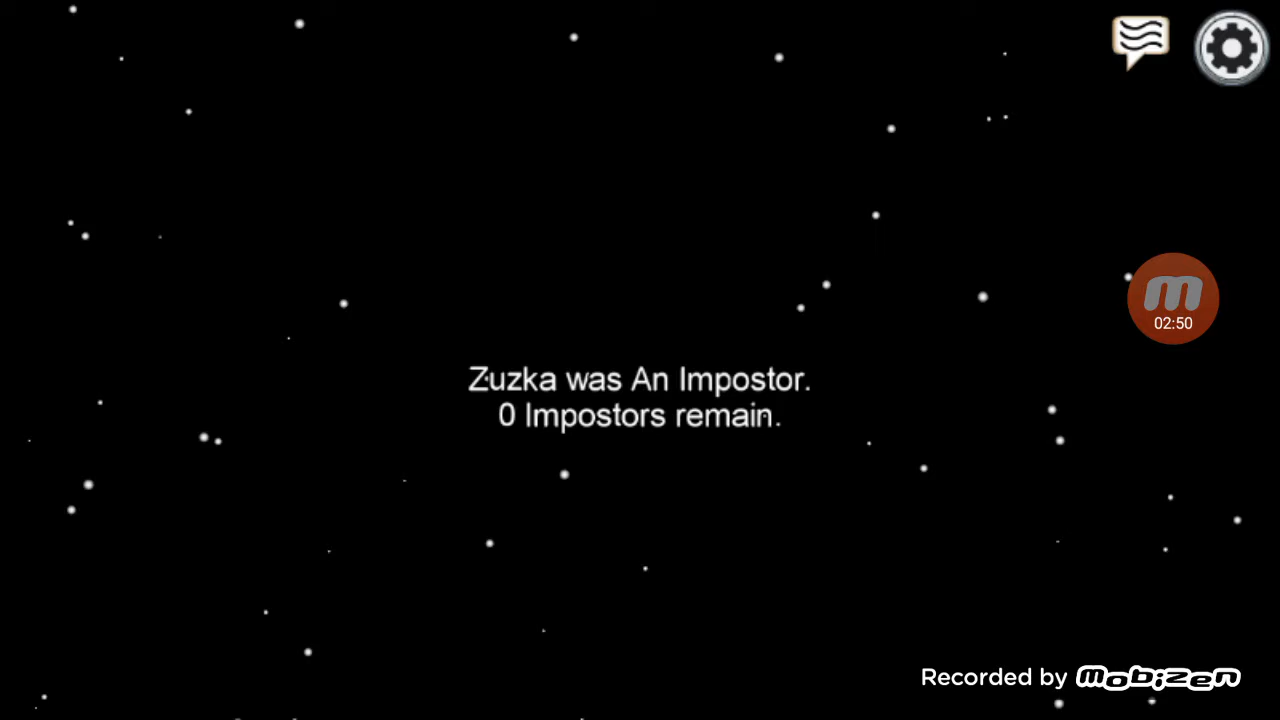 02:50
Zuzka was An Impostor.
0 Impostors remain.
Recorded by mobizen